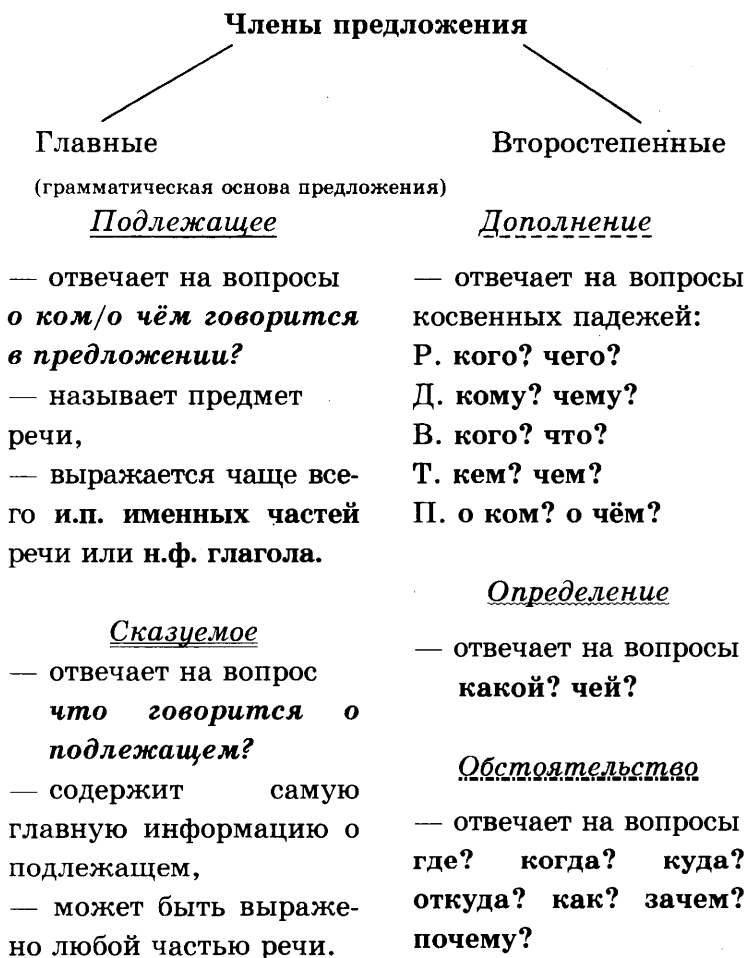 Члены предложения
Главные
(грамматическая основа предложения)
Подлежащее
— отвечает на вопросы
о ком/о чём говорится
в предложении?
— называет предмет
речи,
— выражается чаще все-
го и.п. именных частей
речи или н.ф. глагола.
Сказуемое
— отвечает на вопрос
что говорится о
подлежащем?
— содержит самую
главную информацию о
подлежащем,
— может быть выраже-
но любой частью речи.
Второстепенные
Дополнение
— отвечает на вопросы
косвенных падежей:
Р. кого? чего?
Д. кому? чему?
В. кого? что?
Т. кем? чем?
П. о ком? о чём?
Определение
— отвечает на вопросы
какой? чей?
Обстоятельство
— отвечает на вопросы
где? когда? куда?
откуда? как? зачем?
почему?